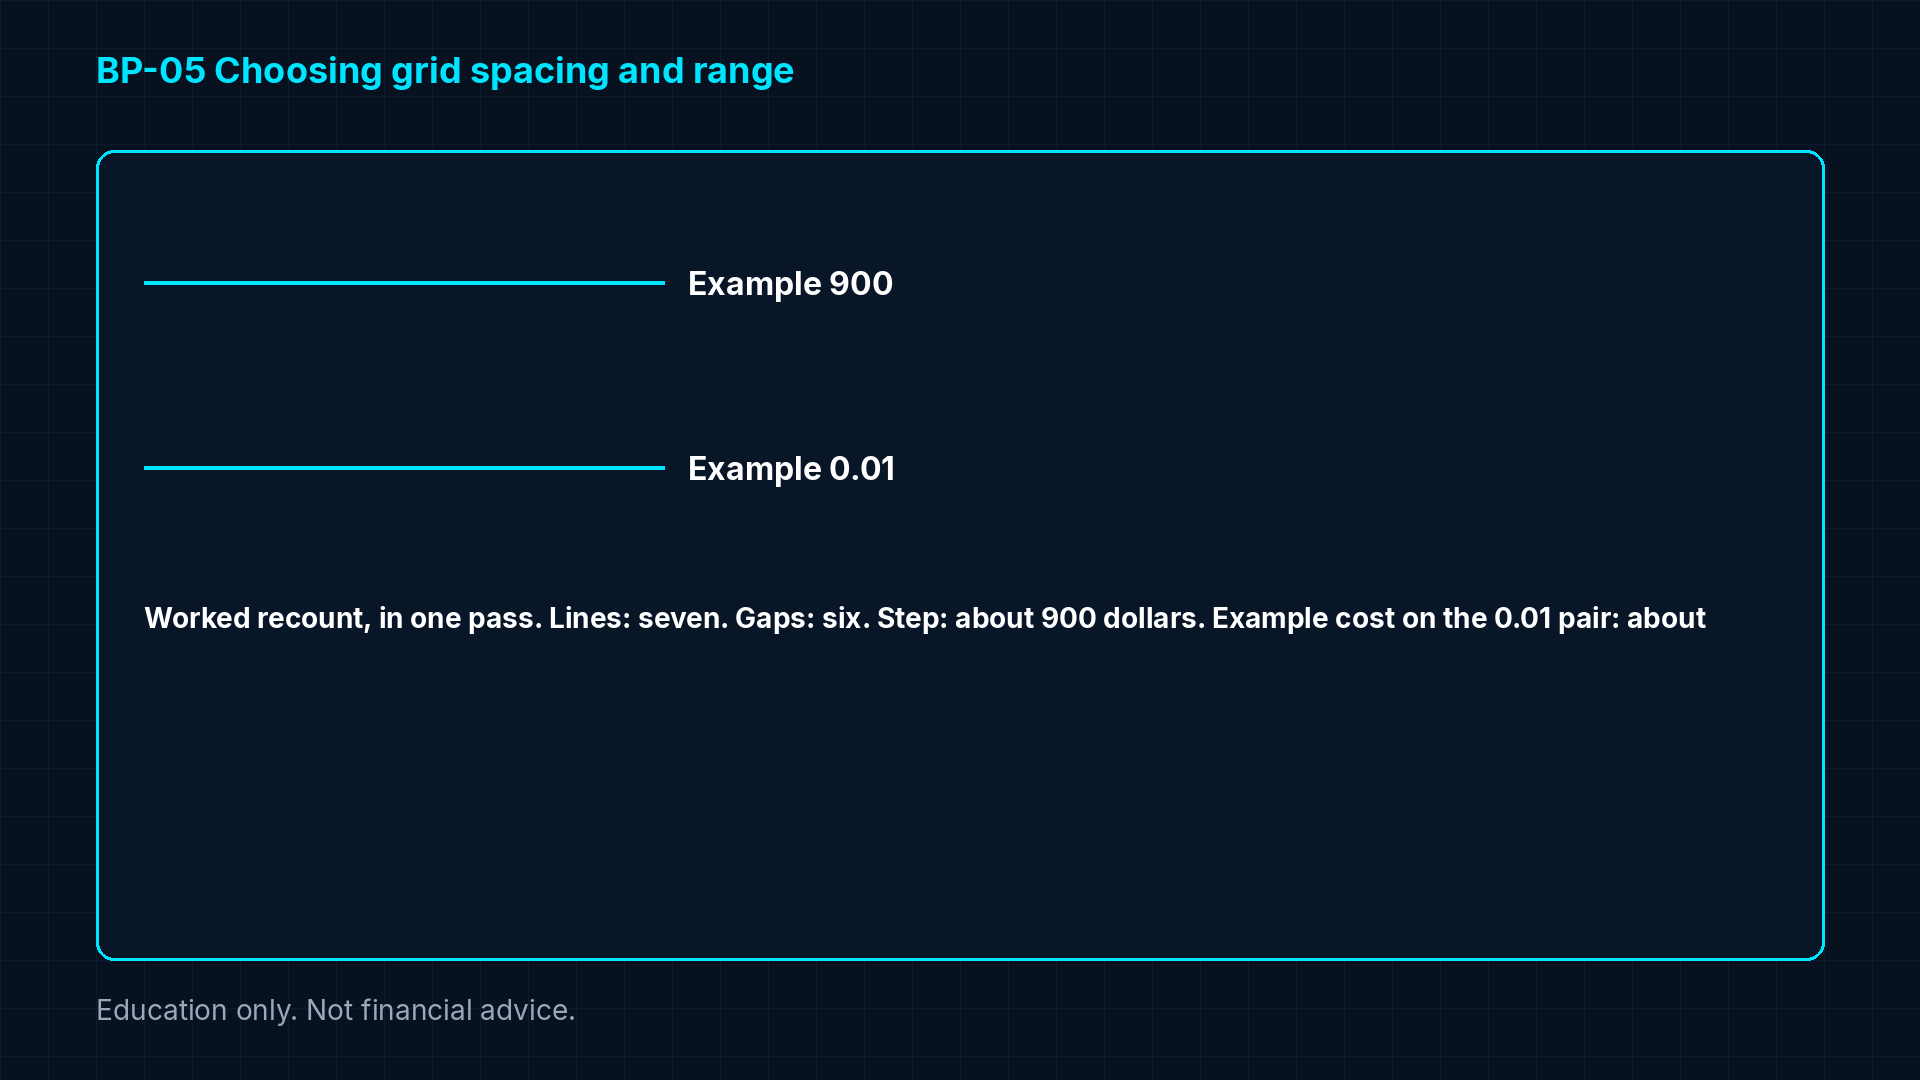 BP-05 Choosing grid spacing and range
Example 900
Example 0.01
Worked recount, in one pass. Lines: seven. Gaps: six. Step: about 900 dollars. Example cost on the 0.01 pair: about
Education only. Not financial advice.